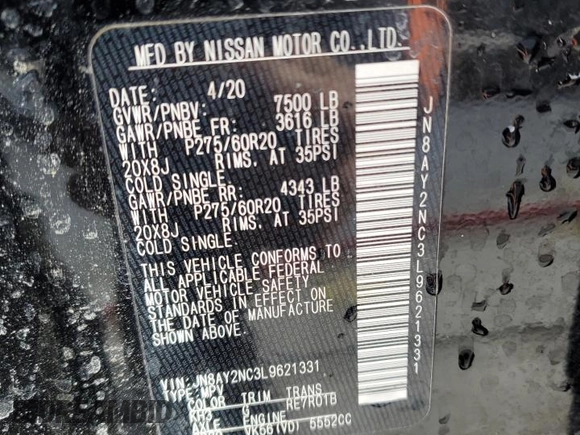 MFD BY NISSAN MOTOR CO.,LTD.
DATE: 4/20
GVWR/PNBV: 7500 LB
GAWR/PNBE FR: 3616 LB
WITH P275/60R20 TIRES
20X8J RIMS. AT 35PSI
COLD SINGLE.
GAWR/PNBE RR: 4343 LB
WITH P275/60R20 TIRES
20X8J RIMS. AT 35PSI
COLD SINGLE.
THIS VEHICLE CONFORMS TO
ALL APPLICABLE FEDERAL
MOTOR VEHICLE SAFETY
STANDARDS IN EFFECT ON
THE DATE OF MANUFACTURE
SHOWN ABOVE.
VIN: JN8AY2NC3L9621331
TYPE: MPV
TRIM TRANS
G RE7R01B
AXLE ENGINE
VK56(VD) 5552CC
JN8AY2NC3L9621331